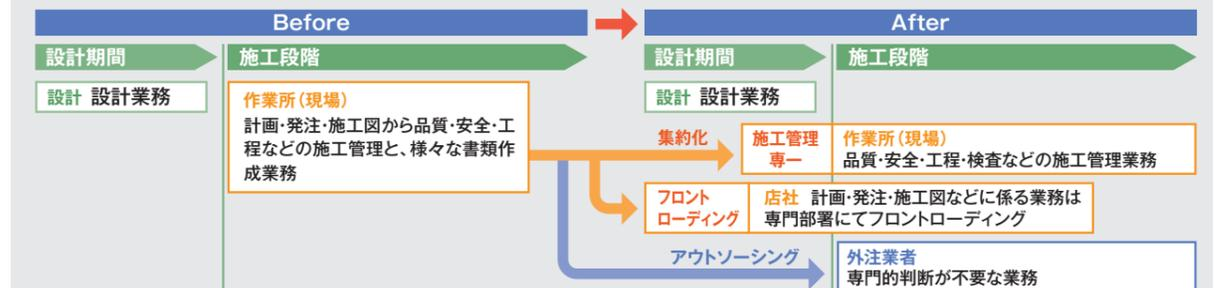 Before
設計期間
施工段階
設計 設計業務
作業所(現場)
計画・発注・施工図から品質・安全・工
程などの施工管理と、様々な書類作
成業務
After
設計期間
施工段階
設計 設計業務
集約化
施工管理
専一
作業所(現場)
品質・安全・工程・検査などの施工管理業務
フロント
ローディング
店社 計画・発注・施工図などに係る業務は
専門部署にてフロントローディング
アウトソーシング
外注業者
専門的判断が不要な業務